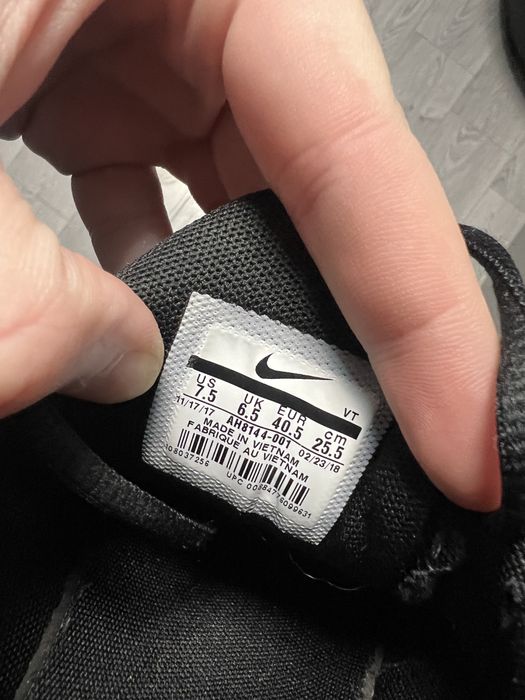 VT
US UK EUR cm
7.5 6.5 40.5 25.5
11/17/17 AH8144-001 02/23/18
MADE IN VIETNAM
FABRIQUE AU VIETNAM
UPC